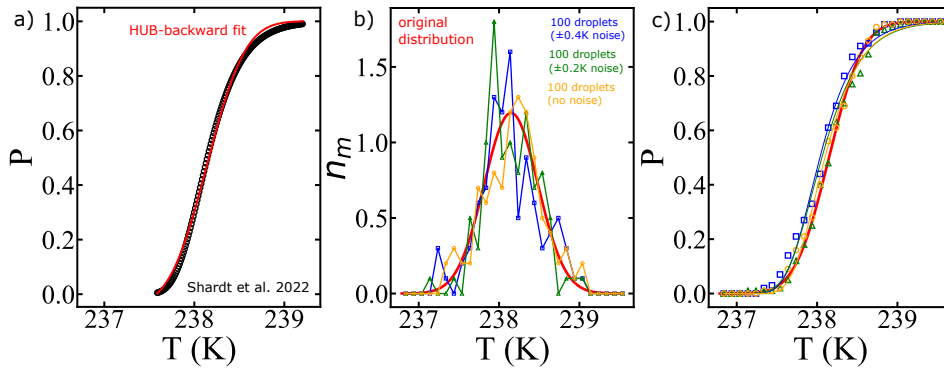 a)
HUB-backward fit
P
1.0
0.8
0.6
0.4
0.2
0.0
Shardt et al. 2022
237
238
239
T (K)
b)
original
distribution
100 droplets
(±0.4K noise)
100 droplets
(±0.2K noise)
100 droplets
(no noise)
n_m
1.5
1.0
0.5
0.0
237
238
239
T (K)
c)
P
1.0
0.8
0.6
0.4
0.2
0.0
237
238
239
T (K)